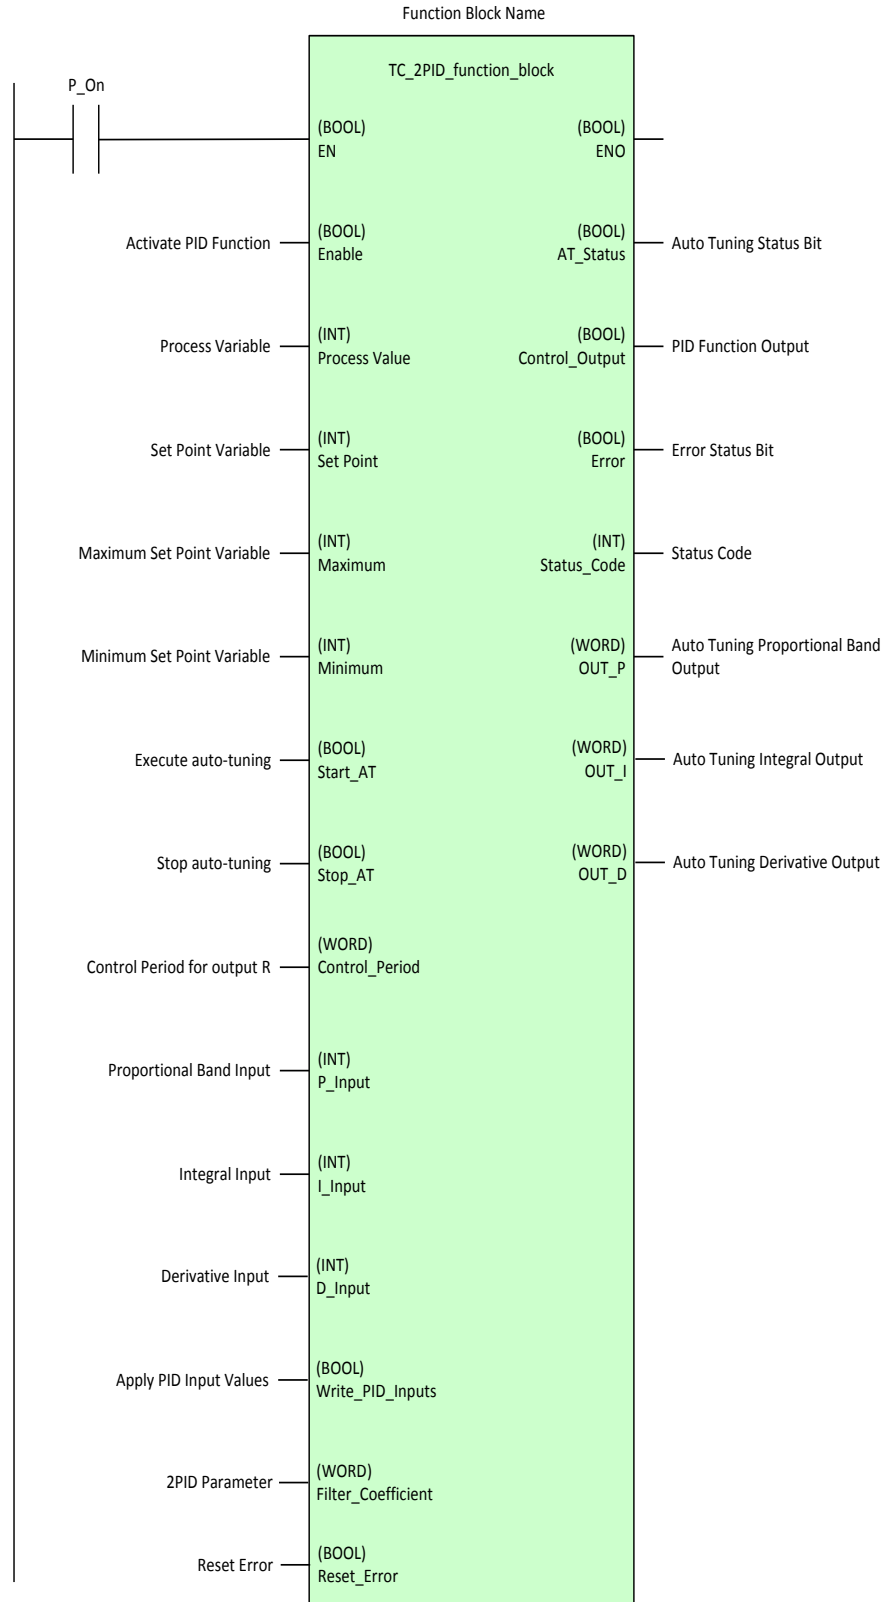 Function Block Name
TC_2PID_function_block
P_On
(BOOL)
EN
(BOOL)
ENO
Activate PID Function
(BOOL)
Enable
(BOOL)
AT_Status
Auto Tuning Status Bit
Process Variable
(INT)
Process Value
(BOOL)
Control_Output
PID Function Output
Set Point Variable
(INT)
Set Point
(BOOL)
Error
Error Status Bit
Maximum Set Point Variable
(INT)
Maximum
(INT)
Status_Code
Status Code
Minimum Set Point Variable
(INT)
Minimum
(WORD)
OUT_P
Auto Tuning Proportional Band
Output
Execute auto-tuning
(BOOL)
Start_AT
(WORD)
OUT_I
Auto Tuning Integral Output
Stop auto-tuning
(BOOL)
Stop_AT
(WORD)
OUT_D
Auto Tuning Derivative Output
Control Period for output R
(WORD)
Control_Period
Proportional Band Input
(INT)
P_Input
Integral Input
(INT)
I_Input
Derivative Input
(INT)
D_Input
Apply PID Input Values
(BOOL)
Write_PID_Inputs
2PID Parameter
(WORD)
Filter_Coefficient
Reset Error
(BOOL)
Reset_Error